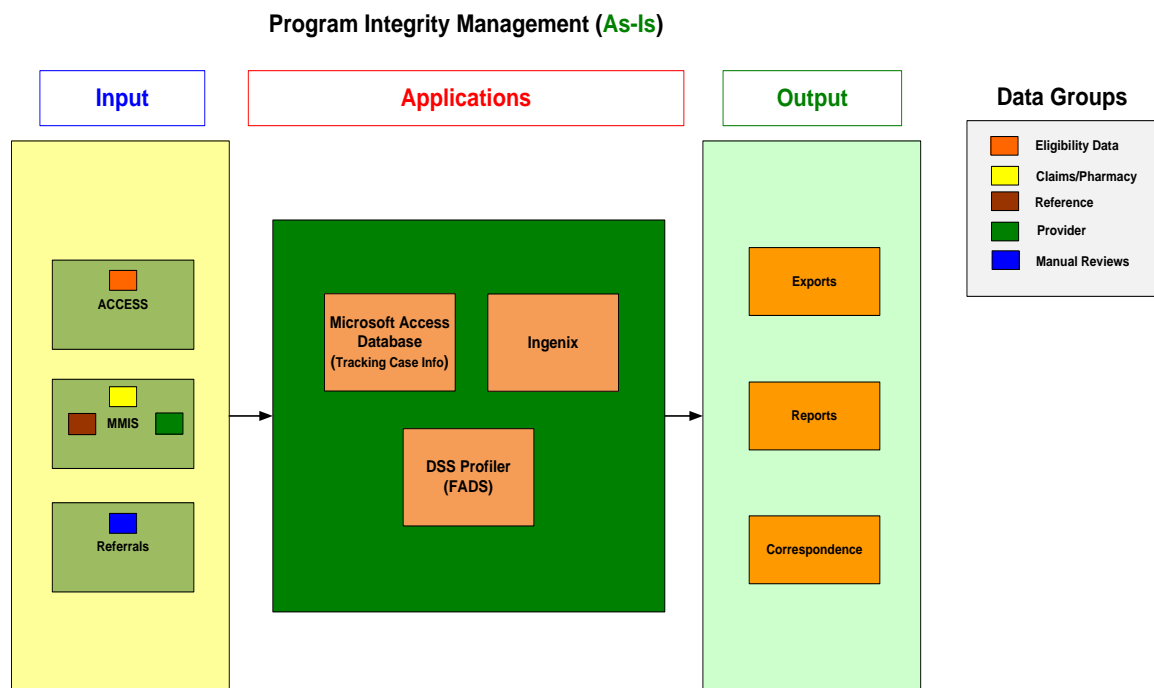 Program Integrity Management (As-Is)
Input
Applications
Output
Data Groups
Eligibility Data
Claims/Pharmacy
Reference
Provider
Manual Reviews
ACCESS
MMIS
Referrals
Microsoft Access
Database
(Tracking Case Info)
Ingenix
DSS Profiler
(FADS)
Exports
Reports
Correspondence